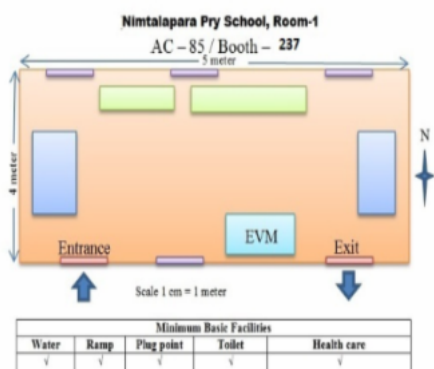 Nimtalapara Pry School, Room-1
AC – 85 / Booth – 237
5 meter
4 meter
N
EVM
Entrance
Exit
Scale 1 cm = 1 meter
Minimum Basic Facilities
Water Ramp Plug point Toilet Health care
√ √ √ √ √